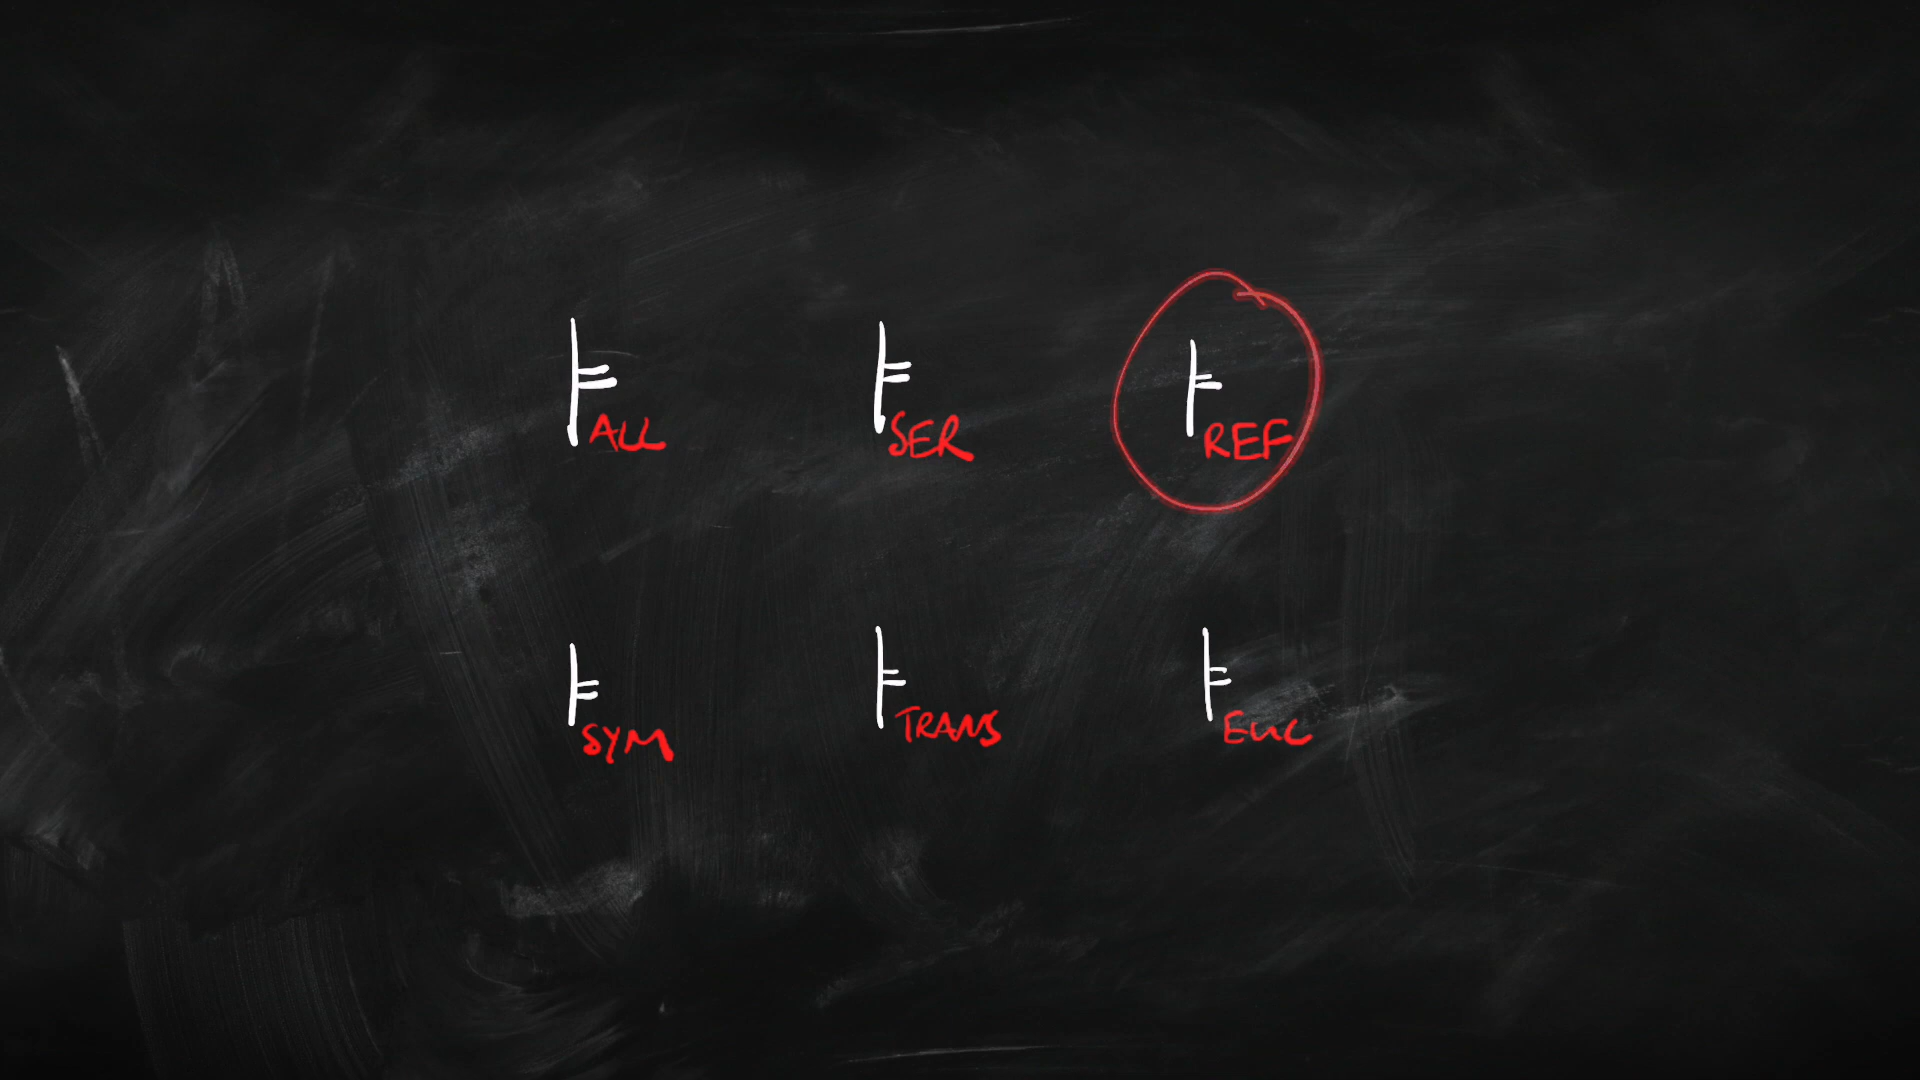 ⊨ALL ⊨SER ⊨REF
⊨SYM ⊨TRANS ⊨EUC